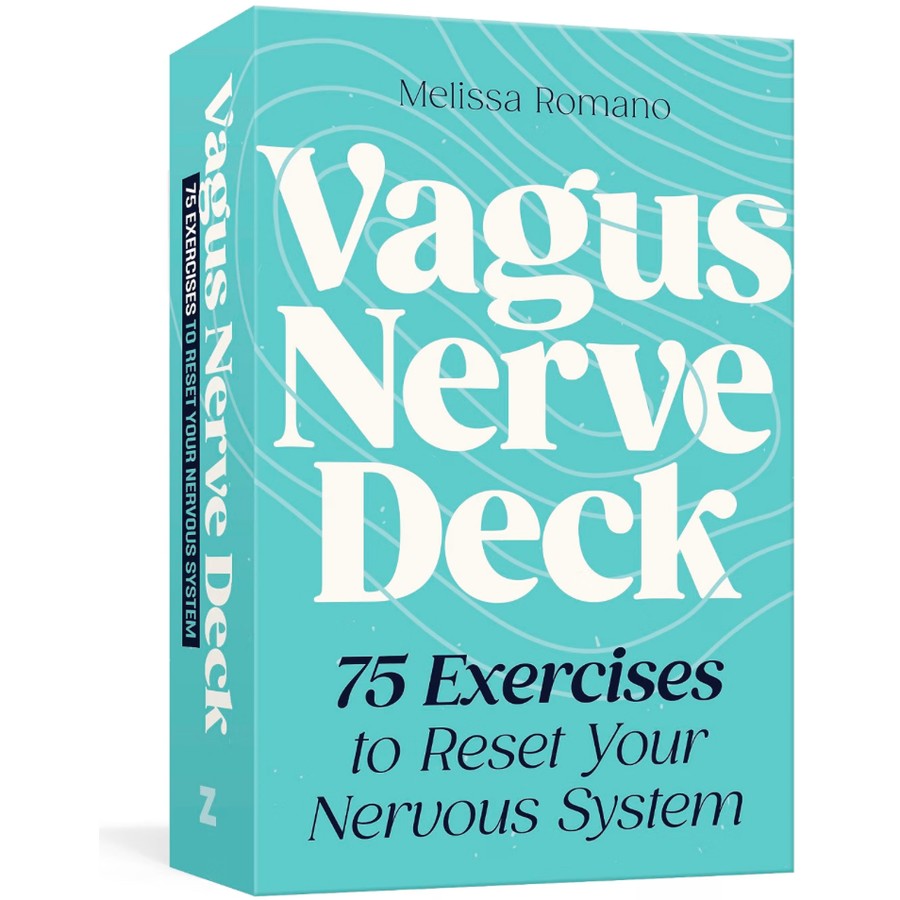 Melissa Romano
Vagus
Nerve
Deck
75 Exercises
to Reset Your
Nervous System
Vagus Nerve Deck
75 EXERCISES TO RESET YOUR NERVOUS SYSTEM
Z